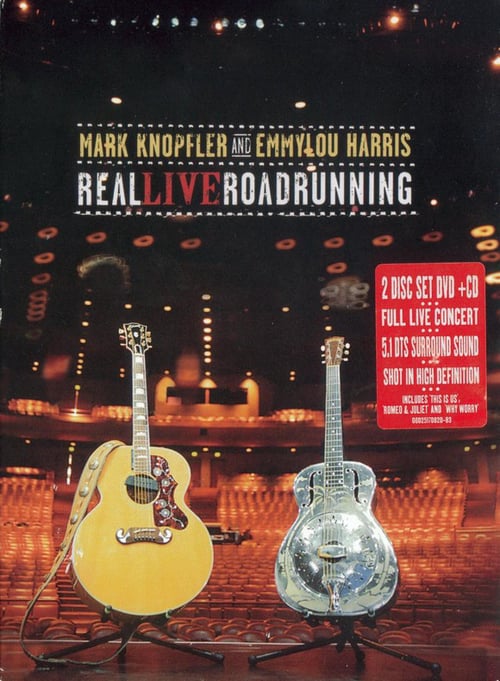 MARK KNOPFLER AND EMMYLOU HARRIS
REALLIVEROADRUNNING
2 DISC SET DVD + CD
FULL LIVE CONCERT
5.1 DTS SURROUND SOUND
SHOT IN HIGH DEFINITION
INCLUDES 'THIS IS US',
'ROMEO & JULIET' AND 'WHY WORRY'